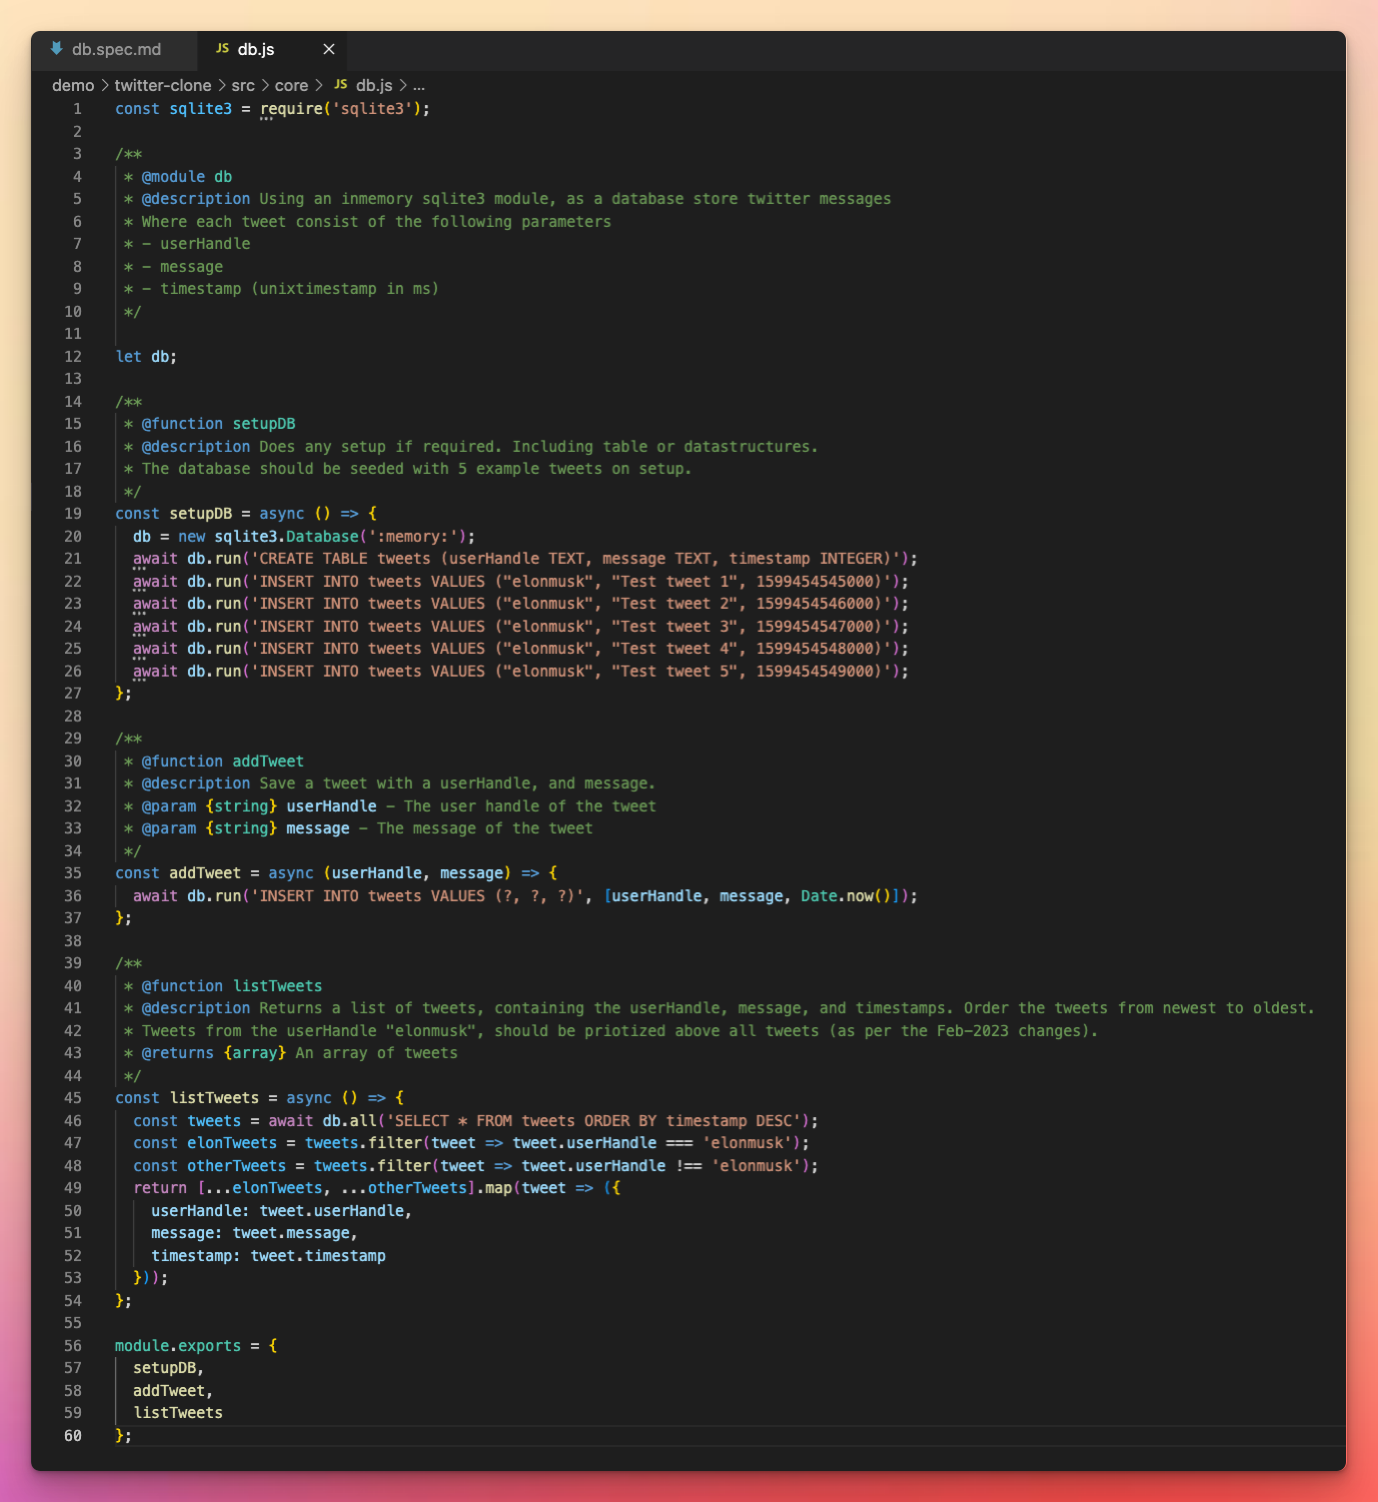 db.spec.md JS db.js ×
demo > twitter-clone > src > core > JS db.js > ...
1 const sqlite3 = require('sqlite3');
2
3 /**
4  * @module db
5  * @description Using an inmemory sqlite3 module, as a database store twitter messages
6  * Where each tweet consist of the following parameters
7  * - userHandle
8  * - message
9  * - timestamp (unixtimestamp in ms)
10  */
11
12 let db;
13
14 /**
15  * @function setupDB
16  * @description Does any setup if required. Including table or datastructures.
17  * The database should be seeded with 5 example tweets on setup.
18  */
19 const setupDB = async () => {
20   db = new sqlite3.Database(':memory:');
21   await db.run('CREATE TABLE tweets (userHandle TEXT, message TEXT, timestamp INTEGER)');
22   await db.run('INSERT INTO tweets VALUES ("elonmusk", "Test tweet 1", 1599454545000)');
23   await db.run('INSERT INTO tweets VALUES ("elonmusk", "Test tweet 2", 1599454546000)');
24   await db.run('INSERT INTO tweets VALUES ("elonmusk", "Test tweet 3", 1599454547000)');
25   await db.run('INSERT INTO tweets VALUES ("elonmusk", "Test tweet 4", 1599454548000)');
26   await db.run('INSERT INTO tweets VALUES ("elonmusk", "Test tweet 5", 1599454549000)');
27 };
28
29 /**
30  * @function addTweet
31  * @description Save a tweet with a userHandle, and message.
32  * @param {string} userHandle - The user handle of the tweet
33  * @param {string} message - The message of the tweet
34  */
35 const addTweet = async (userHandle, message) => {
36   await db.run('INSERT INTO tweets VALUES (?, ?, ?)', [userHandle, message, Date.now()]);
37 };
38
39 /**
40  * @function listTweets
41  * @description Returns a list of tweets, containing the userHandle, message, and timestamps. Order the tweets from newest to oldest.
42  * Tweets from the userHandle "elonmusk", should be priotized above all tweets (as per the Feb-2023 changes).
43  * @returns {array} An array of tweets
44  */
45 const listTweets = async () => {
46   const tweets = await db.all('SELECT * FROM tweets ORDER BY timestamp DESC');
47   const elonTweets = tweets.filter(tweet => tweet.userHandle === 'elonmusk');
48   const otherTweets = tweets.filter(tweet => tweet.userHandle !== 'elonmusk');
49   return [...elonTweets, ...otherTweets].map(tweet => ({
50     userHandle: tweet.userHandle,
51     message: tweet.message,
52     timestamp: tweet.timestamp
53   }));
54 };
55
56 module.exports = {
57   setupDB,
58   addTweet,
59   listTweets
60 };